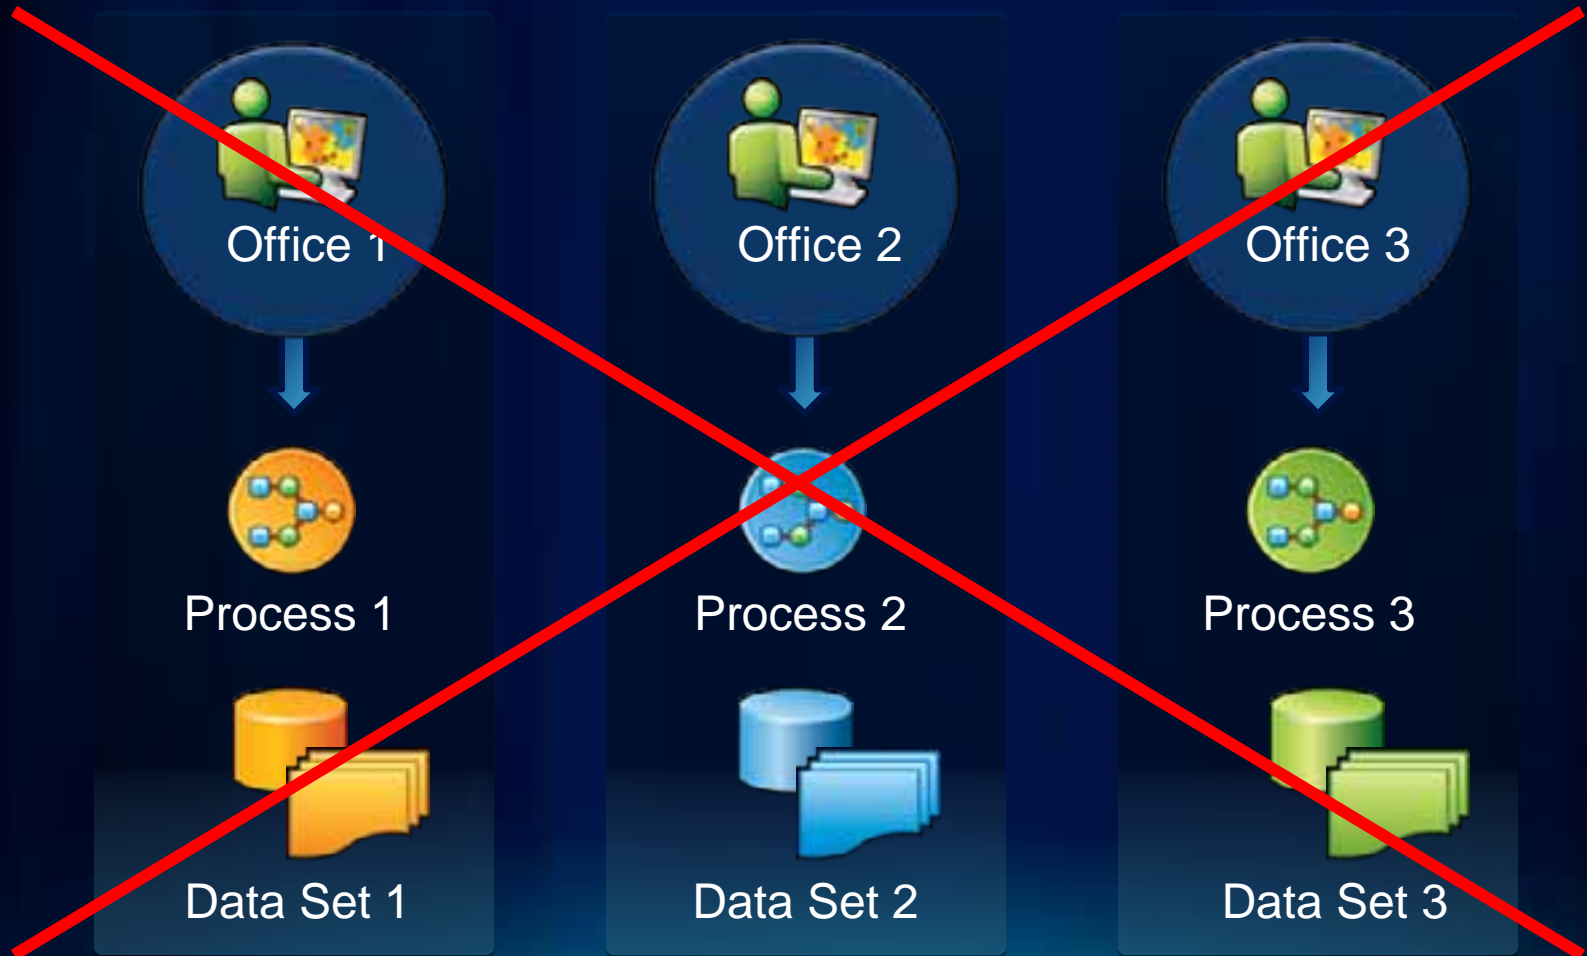 Office 1
Office 2
Office 3
Process 1
Process 2
Process 3
Data Set 1
Data Set 2
Data Set 3